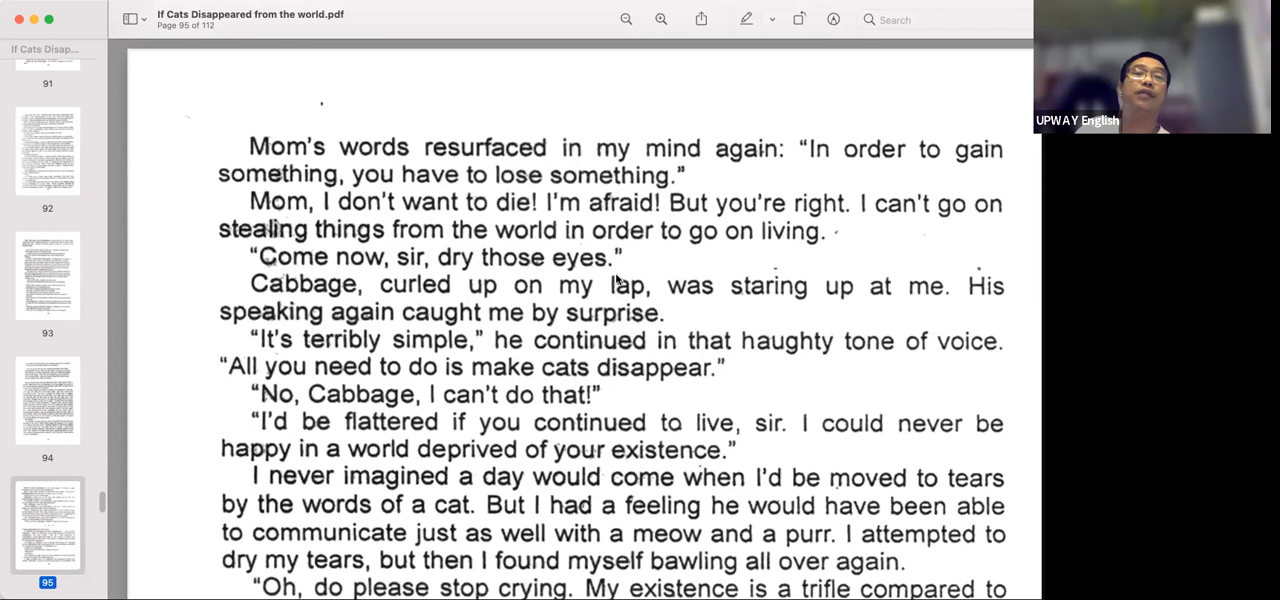 If Cats Disappeared from the world.pdf
Page 95 of 112
Search
If Cats Disap...
91
92
93
94
95
UPWAY English
Mom's words resurfaced in my mind again: “In order to gain
something, you have to lose something.”
Mom, I don't want to die! I'm afraid! But you're right. I can't go on
stealing things from the world in order to go on living.
“Come now, sir, dry those eyes.”
Cabbage, curled up on my lap, was staring up at me. His
speaking again caught me by surprise.
“It's terribly simple,” he continued in that haughty tone of voice.
“All you need to do is make cats disappear.”
“No, Cabbage, I can't do that!”
“I'd be flattered if you continued to live, sir. I could never be
happy in a world deprived of your existence.”
I never imagined a day would come when I'd be moved to tears
by the words of a cat. But I had a feeling he would have been able
to communicate just as well with a meow and a purr. I attempted to
dry my tears, but then I found myself bawling all over again.
“Oh, do please stop crying. My existence is a trifle compared to